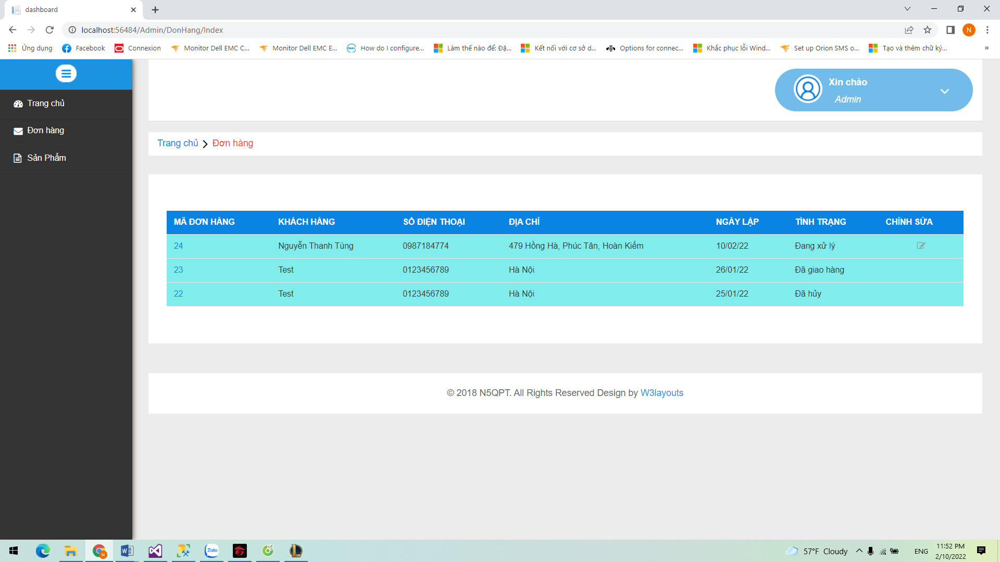 dashboard
localhost:56484/Admin/DonHang/Index
N
Ứng dụng Facebook Connexion Monitor Dell EMC C... Monitor Dell EMC E... How do I configure... Làm thế nào để: Đặ... Kết nối với cơ sở d... Options for connec... Khắc phục lỗi Wind... Set up Orion SMS o... Tạo và thêm chữ ký... »
Xin chào
Admin
Trang chủ
Đơn hàng
Sản Phẩm
Trang chủ Đơn hàng
MÃ ĐƠN HÀNG KHÁCH HÀNG SỐ ĐIỆN THOẠI ĐỊA CHỈ NGÀY LẬP TÌNH TRẠNG CHỈNH SỬA
24 Nguyễn Thanh Tùng 0987184774 479 Hồng Hà, Phúc Tân, Hoàn Kiếm 10/02/22 Đang xử lý
23 Test 0123456789 Hà Nội 26/01/22 Đã giao hàng
22 Test 0123456789 Hà Nội 25/01/22 Đã hủy
© 2018 N5QPT. All Rights Reserved Design by W3layouts
Zalo
57°F Cloudy
ENG
11:52 PM
2/10/2022